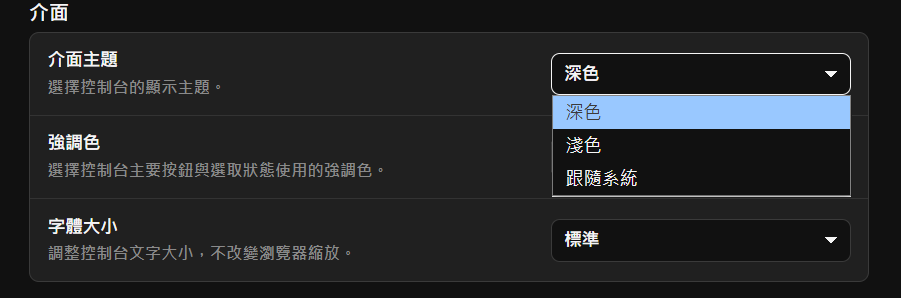 介面
介面主題
選擇控制台的顯示主題。
深色
深色
淺色
跟隨系統
強調色
選擇控制台主要按鈕與選取狀態使用的強調色。
字體大小
調整控制台文字大小，不改變瀏覽器縮放。
標準